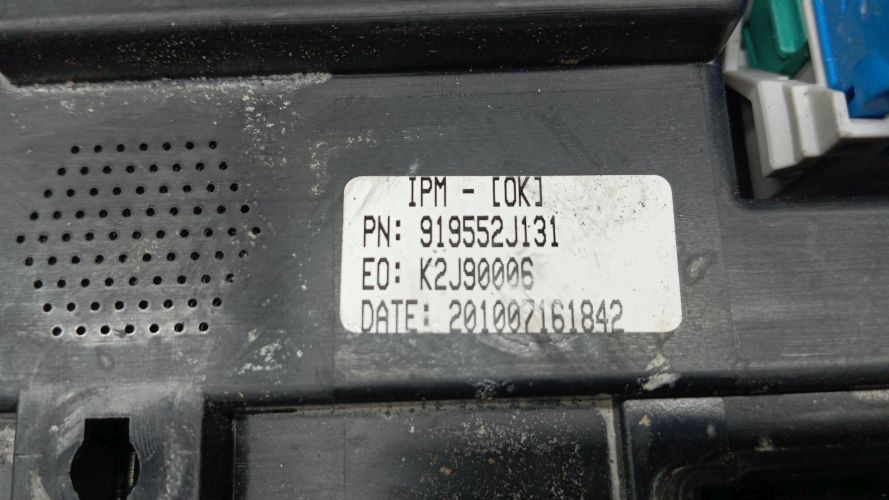 IPM - [OK]
PN: 919552J131
EO: K2J90006
DATE: 201007161842